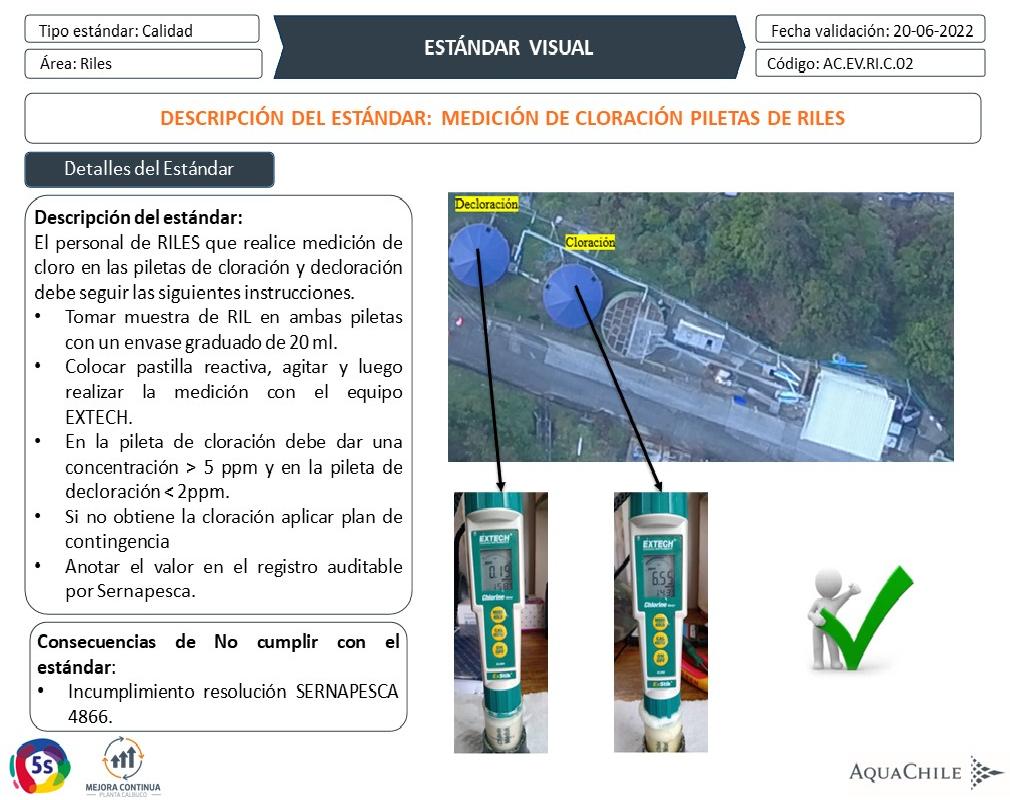 Tipo estándar: Calidad
Área: Riles
ESTÁNDAR VISUAL
Fecha validación: 20-06-2022
Código: AC.EV.RI.C.02
DESCRIPCIÓN DEL ESTÁNDAR: MEDICIÓN DE CLORACIÓN PILETAS DE RILES
Detalles del Estándar
Descripción del estándar:
El personal de RILES que realice medición de
cloro en las piletas de cloración y decloración
debe seguir las siguientes instrucciones.
• Tomar muestra de RIL en ambas piletas
con un envase graduado de 20 ml.
• Colocar pastilla reactiva, agitar y luego
realizar la medición con el equipo
EXTECH.
• En la pileta de cloración debe dar una
concentración > 5 ppm y en la pileta de
decloración < 2ppm.
• Si no obtiene la cloración aplicar plan de
contingencia
• Anotar el valor en el registro auditable
por Sernapesca.
Consecuencias de No cumplir con el
estándar:
• Incumplimiento resolución SERNAPESCA
4866.
Decloración
Cloración
EXTECH
0.19
Chlorine
ExStik
EXTECH
6.55
Chlorine
ExStik
5s
MEJORA CONTINUA
PLANTA CALBUCO
AQUACHILE